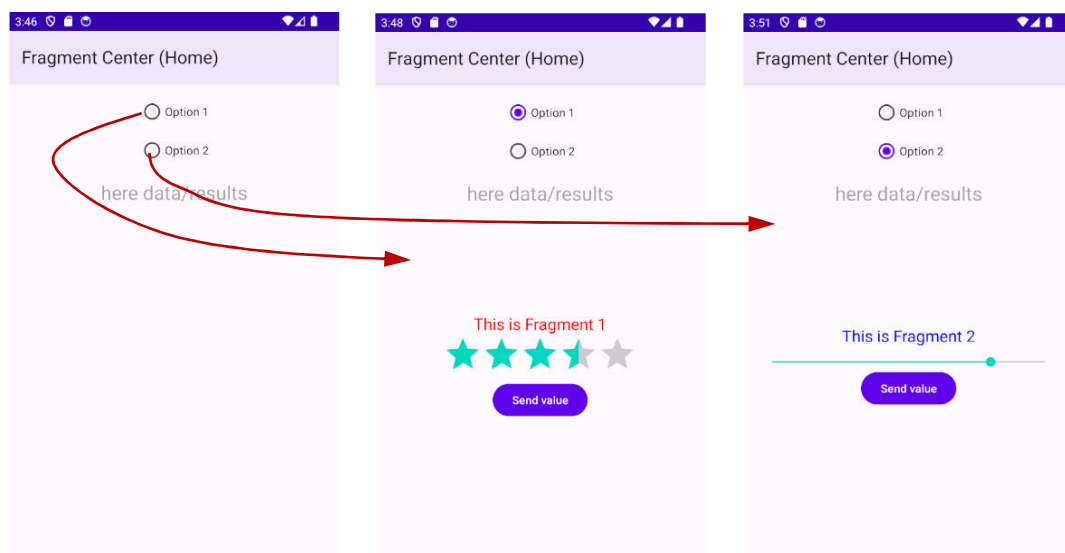 3:46
Fragment Center (Home)
Option 1
Option 2
here data/results
3:48
Fragment Center (Home)
Option 1
Option 2
here data/results
This is Fragment 1
Send value
3:51
Fragment Center (Home)
Option 1
Option 2
here data/results
This is Fragment 2
Send value